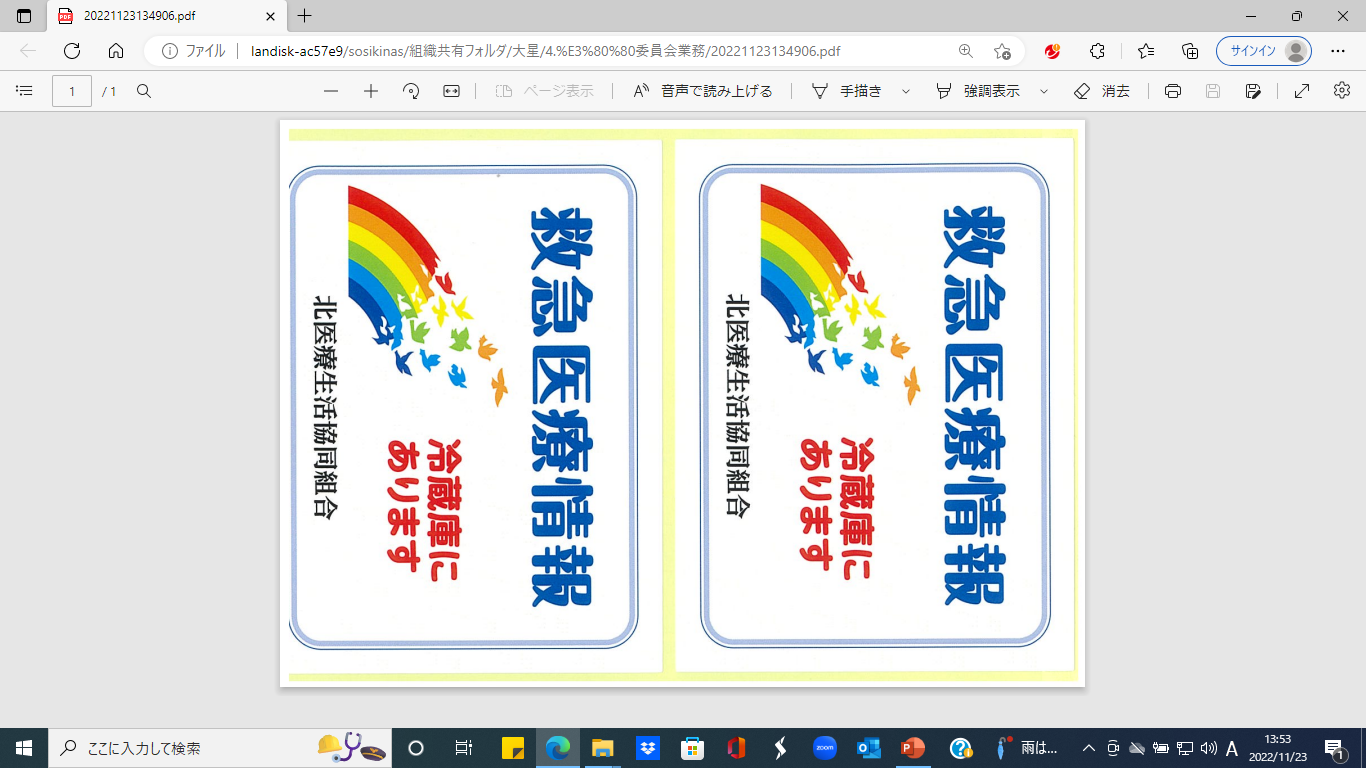 20221123134906.pdf
ファイル
landisk-ac57e9/sosikinas/組織共有フォルダ/大星/4.%E3%80%80委員会業務/20221123134906.pdf
サインイン
1 / 1
ページ表示
音声で読み上げる
手描き
強調表示
消去
救急医療情報
冷蔵庫に
あります
北医療生活協同組合
救急医療情報
冷蔵庫に
あります
北医療生活協同組合
ここに入力して検索
zoom
雨は...
A
13:53
2022/11/23
1